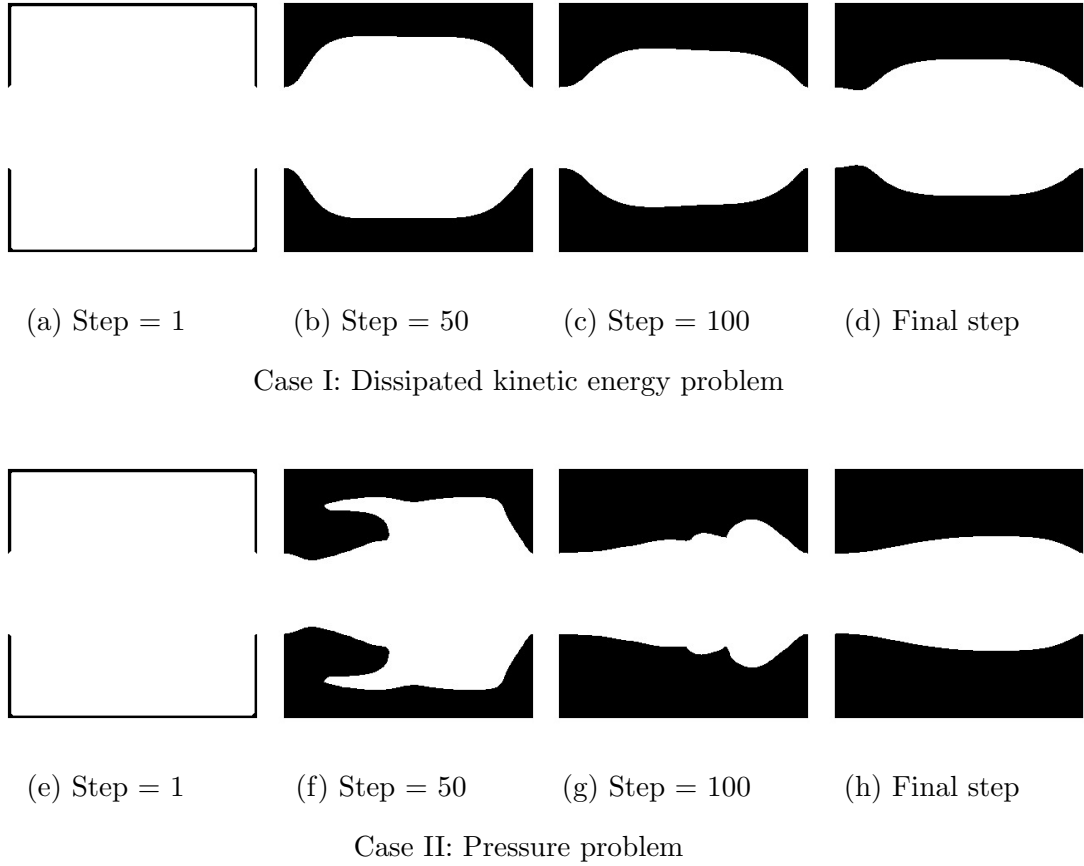 (a) Step = 1 (b) Step = 50 (c) Step = 100 (d) Final step
Case I: Dissipated kinetic energy problem
(e) Step = 1 (f) Step = 50 (g) Step = 100 (h) Final step
Case II: Pressure problem